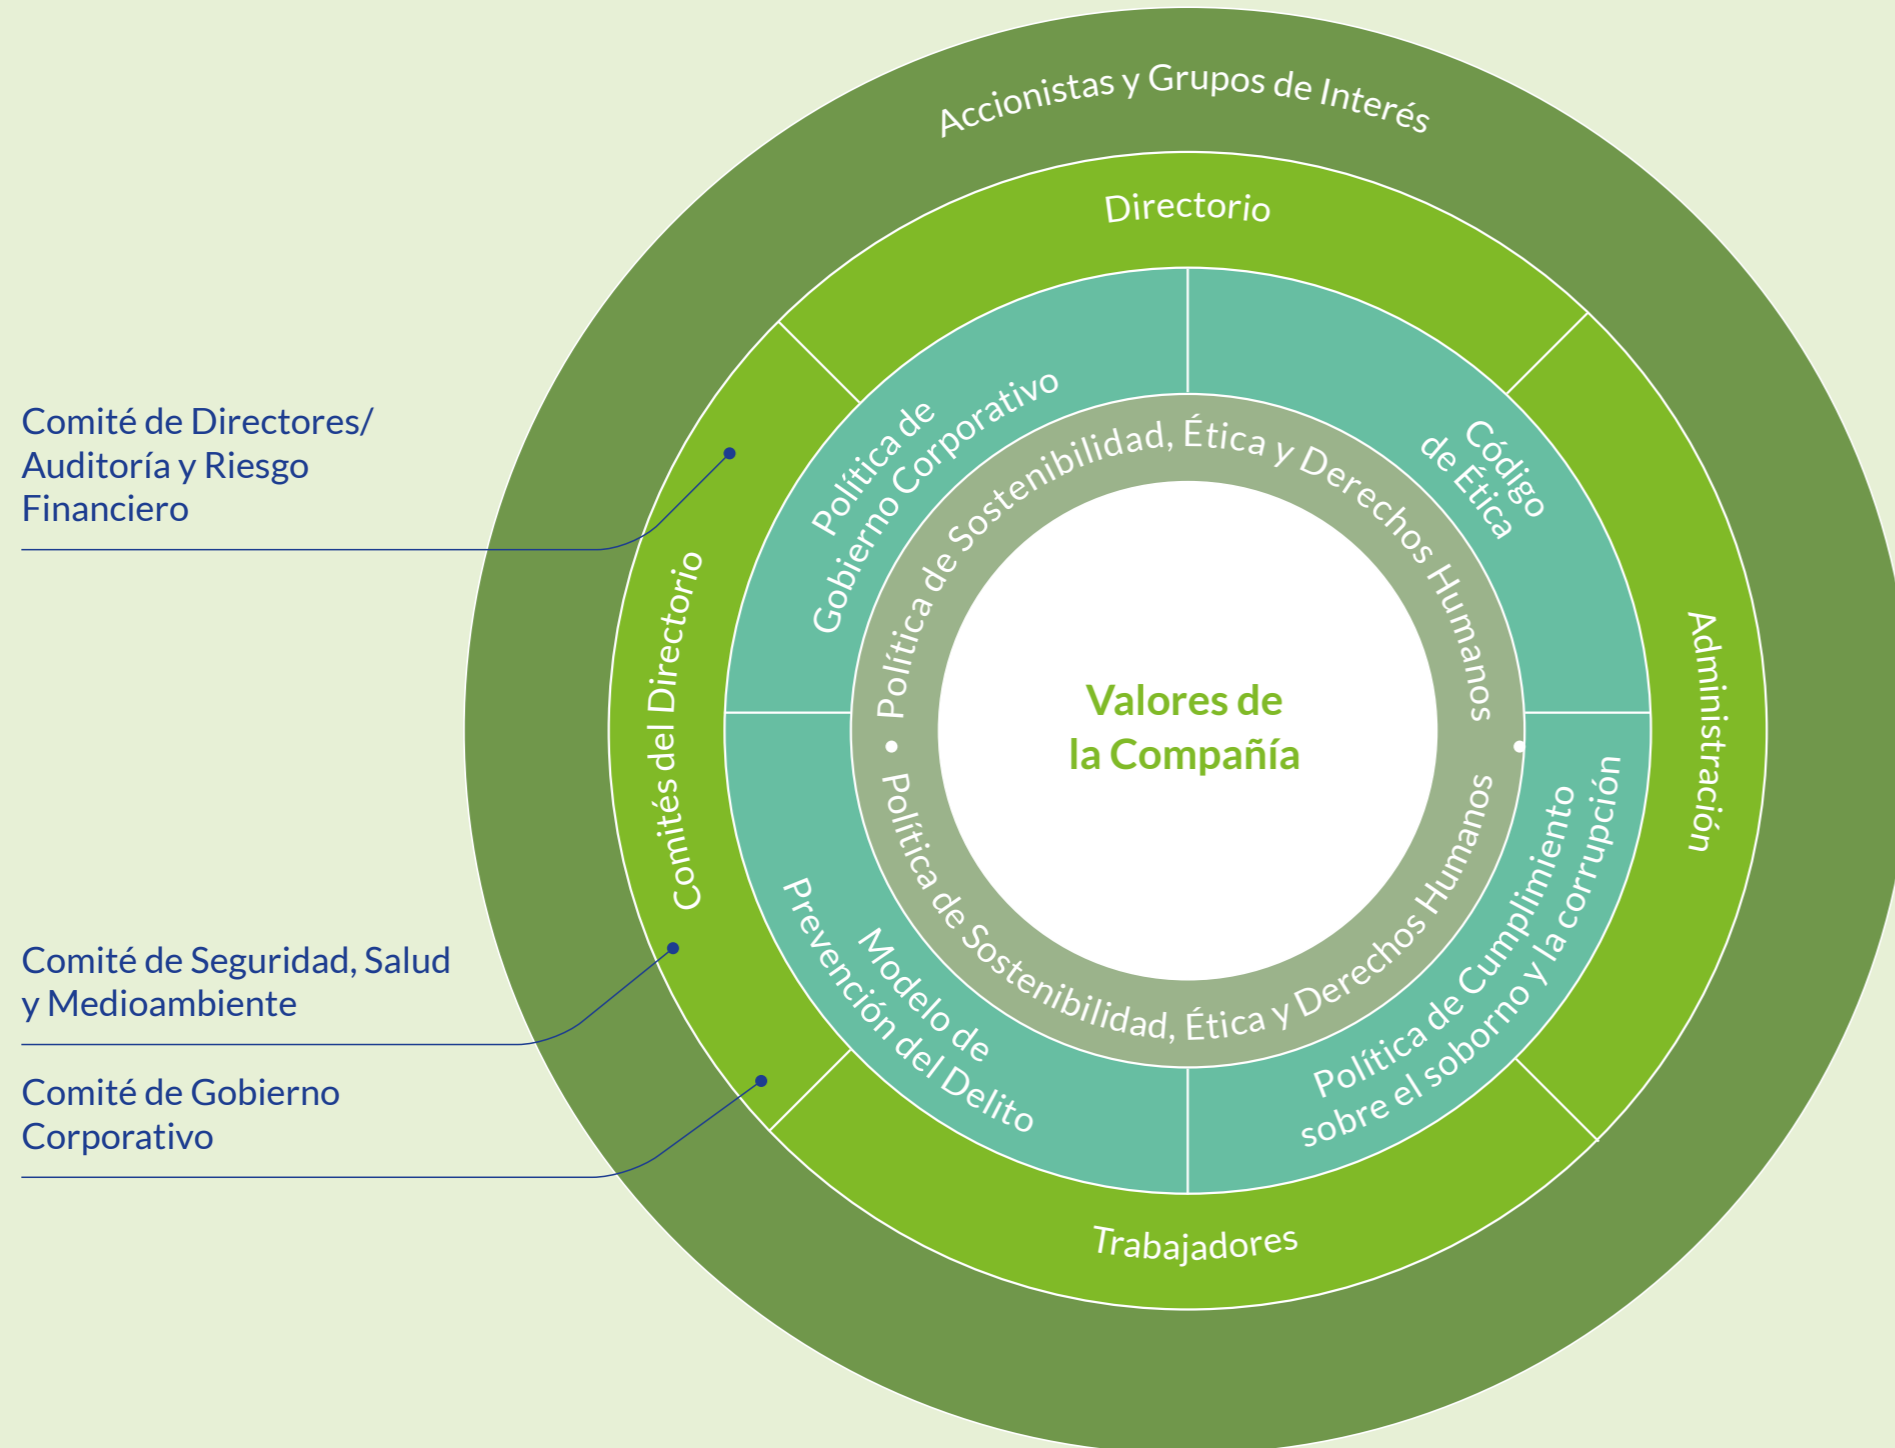 Accionistas y Grupos de Interés
Directorio
Política de
Gobierno Corporativo
Código
de Ética
Política de Sostenibilidad, Ética y Derechos Humanos
Comité de Directores/
Auditoría y Riesgo
Financiero
Comités del Directorio
Valores de
la Compañía
Administración
• Política de Sostenibilidad, Ética y Derechos Humanos •
Modelo de
Prevención del Delito
Política de Cumplimiento
sobre el soborno y la corrupción
Comité de Seguridad, Salud
y Medioambiente
Comité de Gobierno
Corporativo
Trabajadores